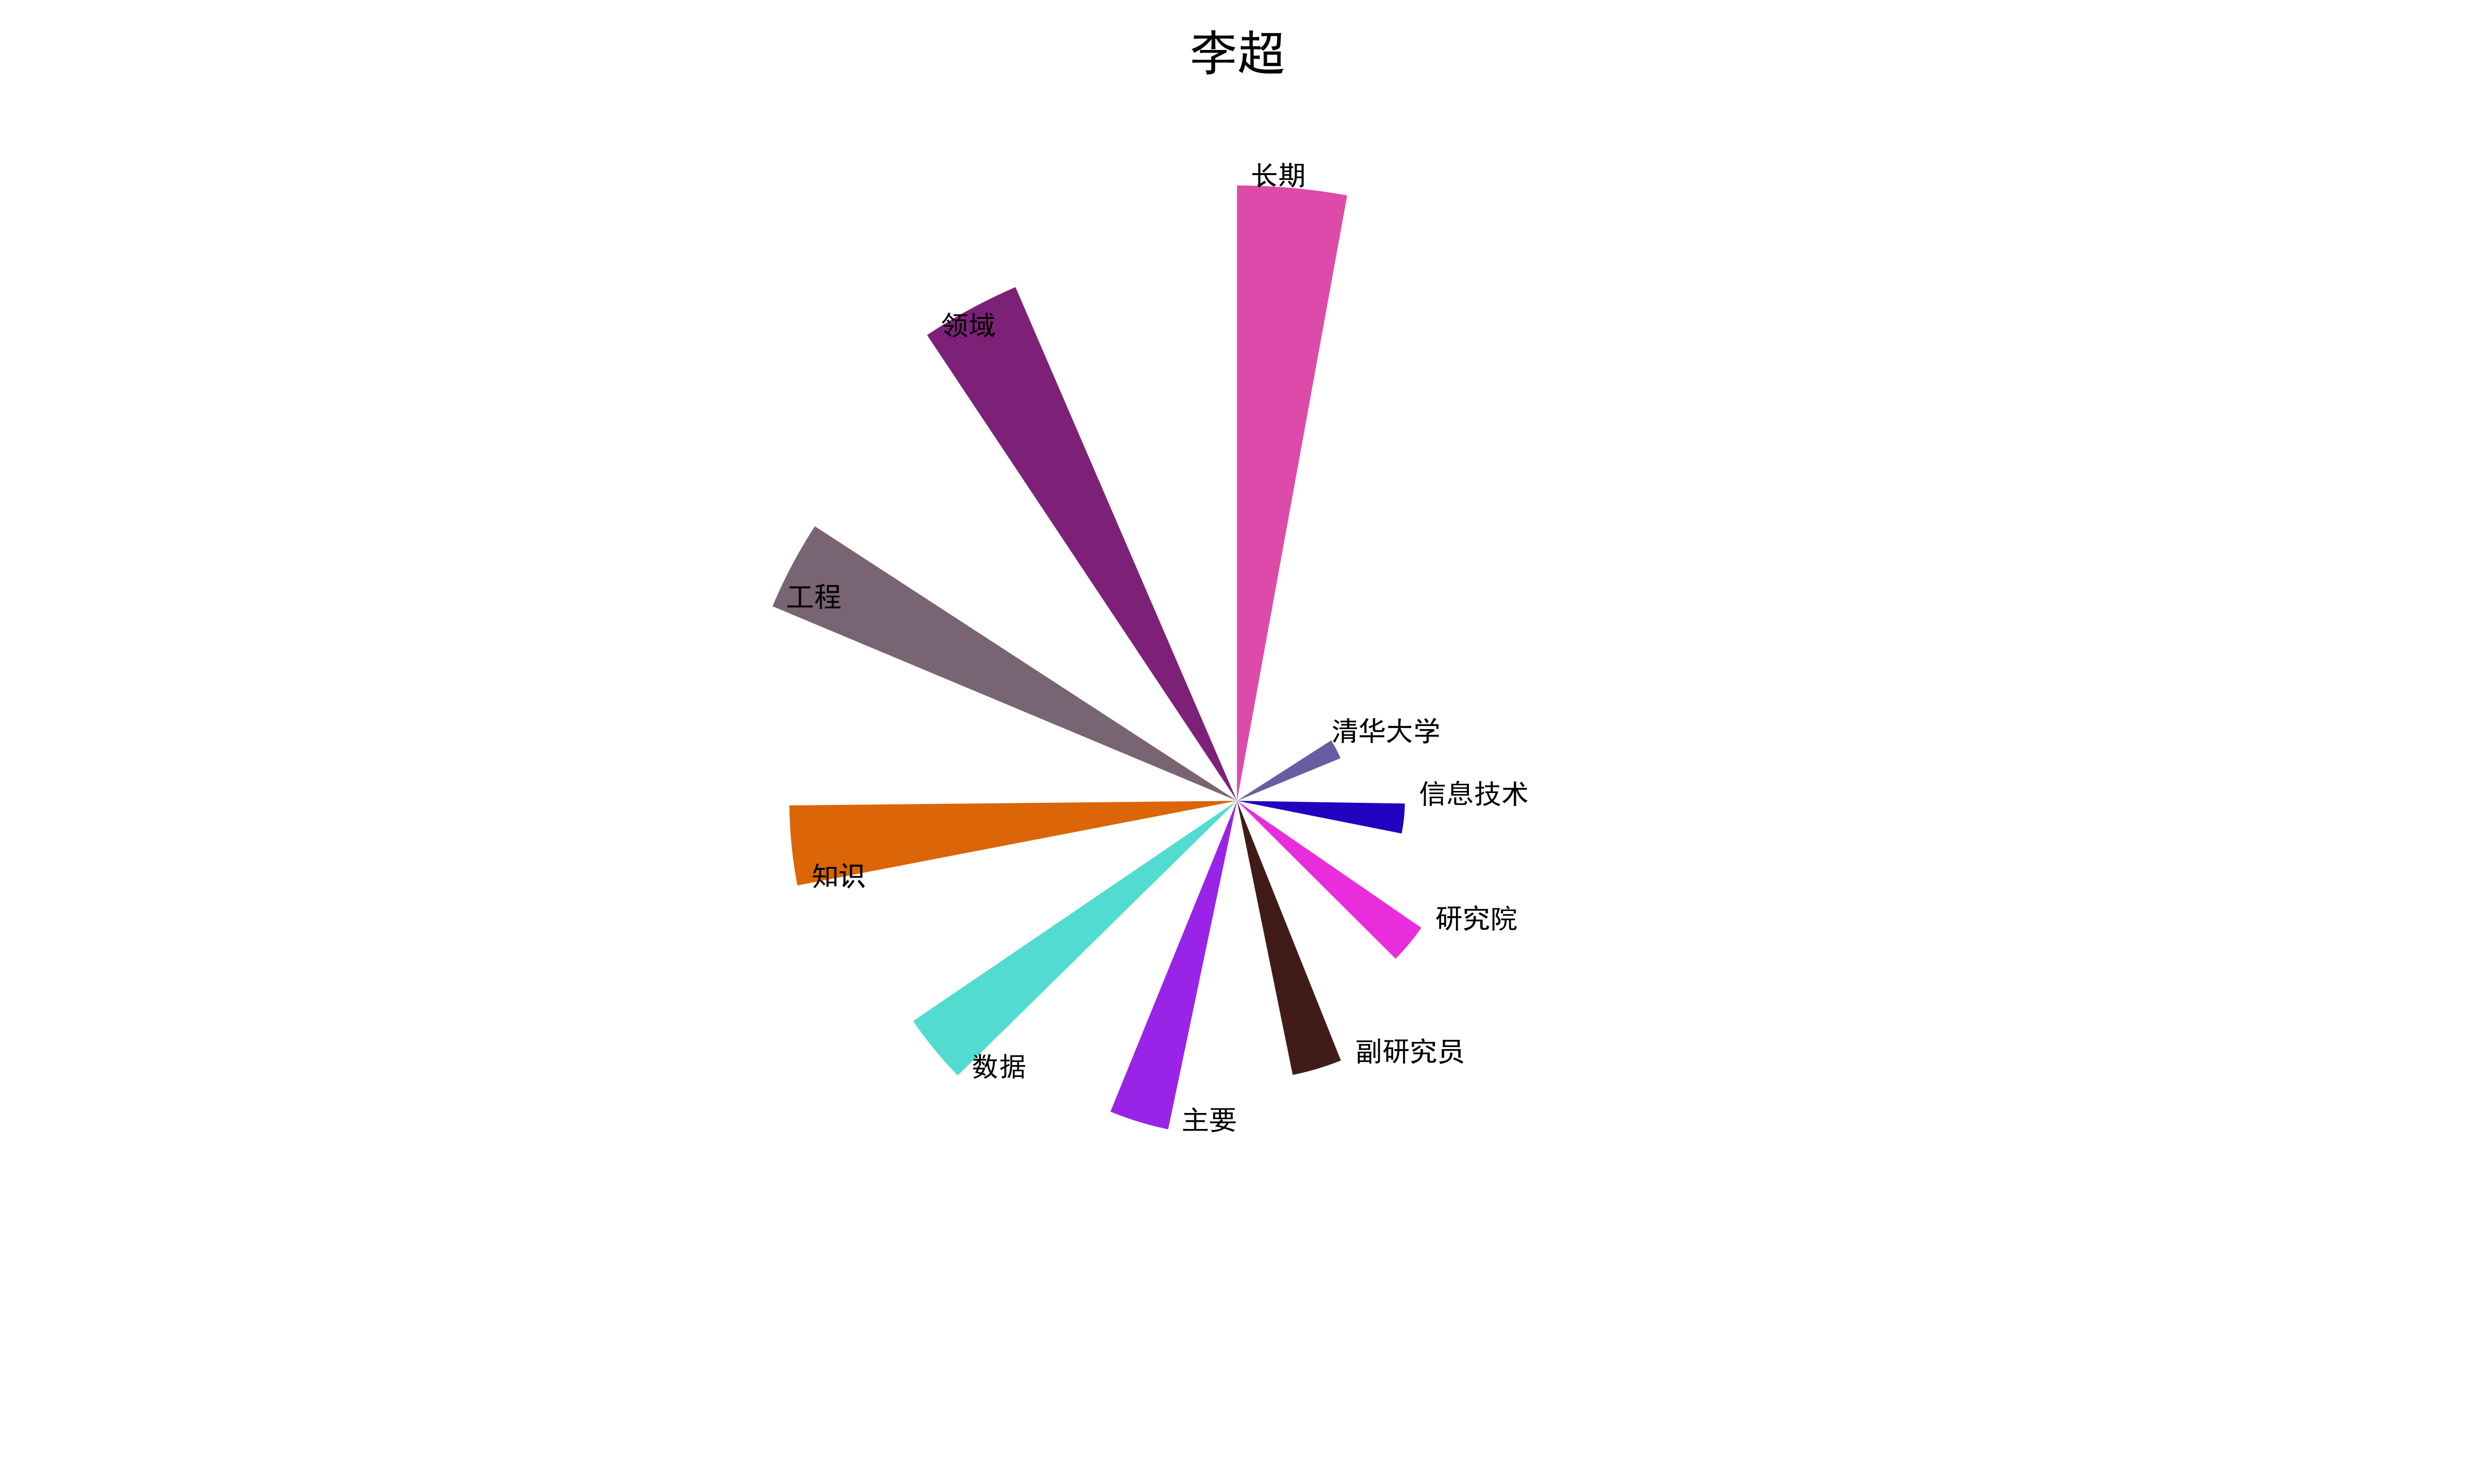 李超
长期
领域
工程
清华大学
信息技术
知识
研究院
副研究员
数据
主要